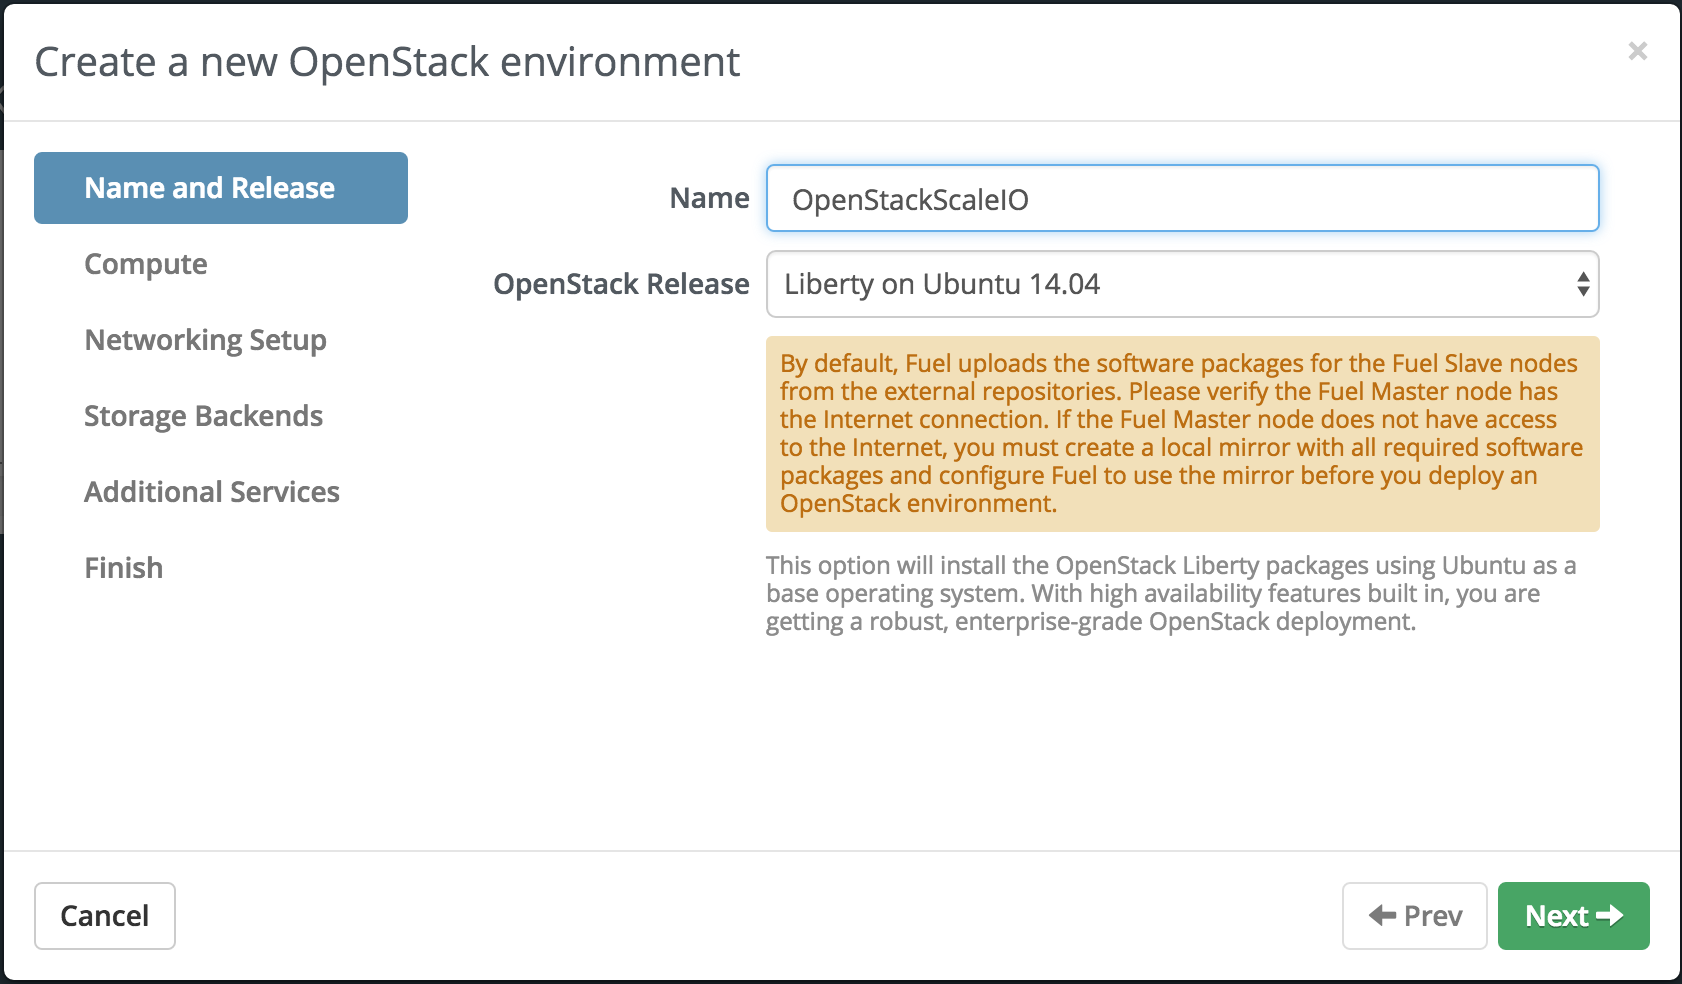 Create a new OpenStack environment
×
Name and Release
Compute
Networking Setup
Storage Backends
Additional Services
Finish
Name
OpenStackScaleIO
OpenStack Release
Liberty on Ubuntu 14.04
By default, Fuel uploads the software packages for the Fuel Slave nodes
from the external repositories. Please verify the Fuel Master node has
the Internet connection. If the Fuel Master node does not have access
to the Internet, you must create a local mirror with all required software
packages and configure Fuel to use the mirror before you deploy an
OpenStack environment.
This option will install the OpenStack Liberty packages using Ubuntu as a
base operating system. With high availability features built in, you are
getting a robust, enterprise-grade OpenStack deployment.
Cancel
Prev
Next